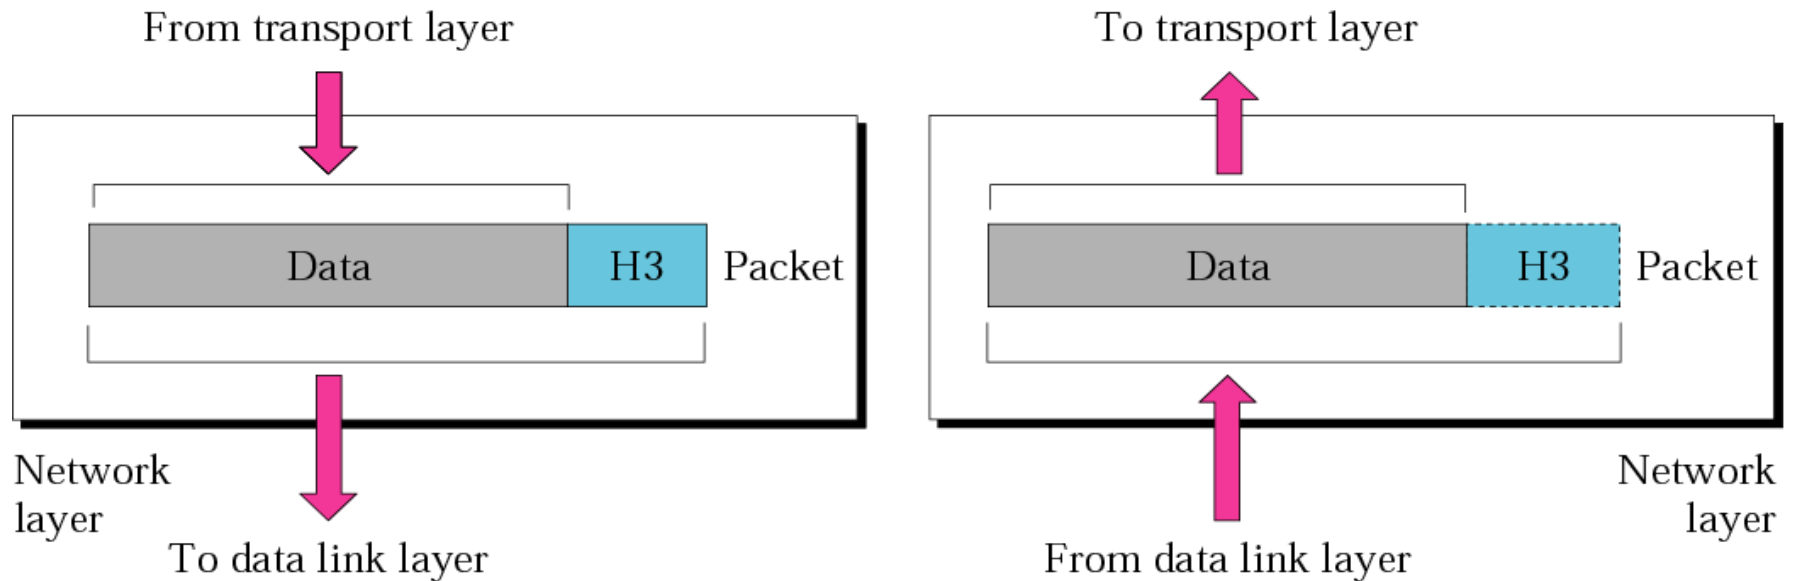 From transport layer
Data
H3
Packet
Network
layer
To data link layer
To transport layer
Data
H3
Packet
Network
layer
From data link layer